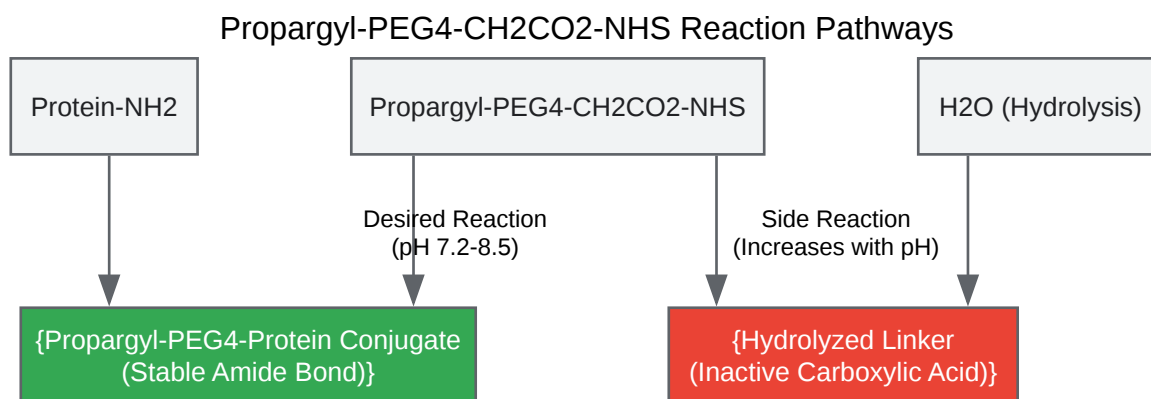 Propargyl-PEG4-CH2CO2-NHS Reaction Pathways
Protein-NH2
Propargyl-PEG4-CH2CO2-NHS
H2O (Hydrolysis)
Desired Reaction
(pH 7.2-8.5)
Side Reaction
(Increases with pH)
{Propargyl-PEG4-Protein Conjugate
(Stable Amide Bond)}
{Hydrolyzed Linker
(Inactive Carboxylic Acid)}